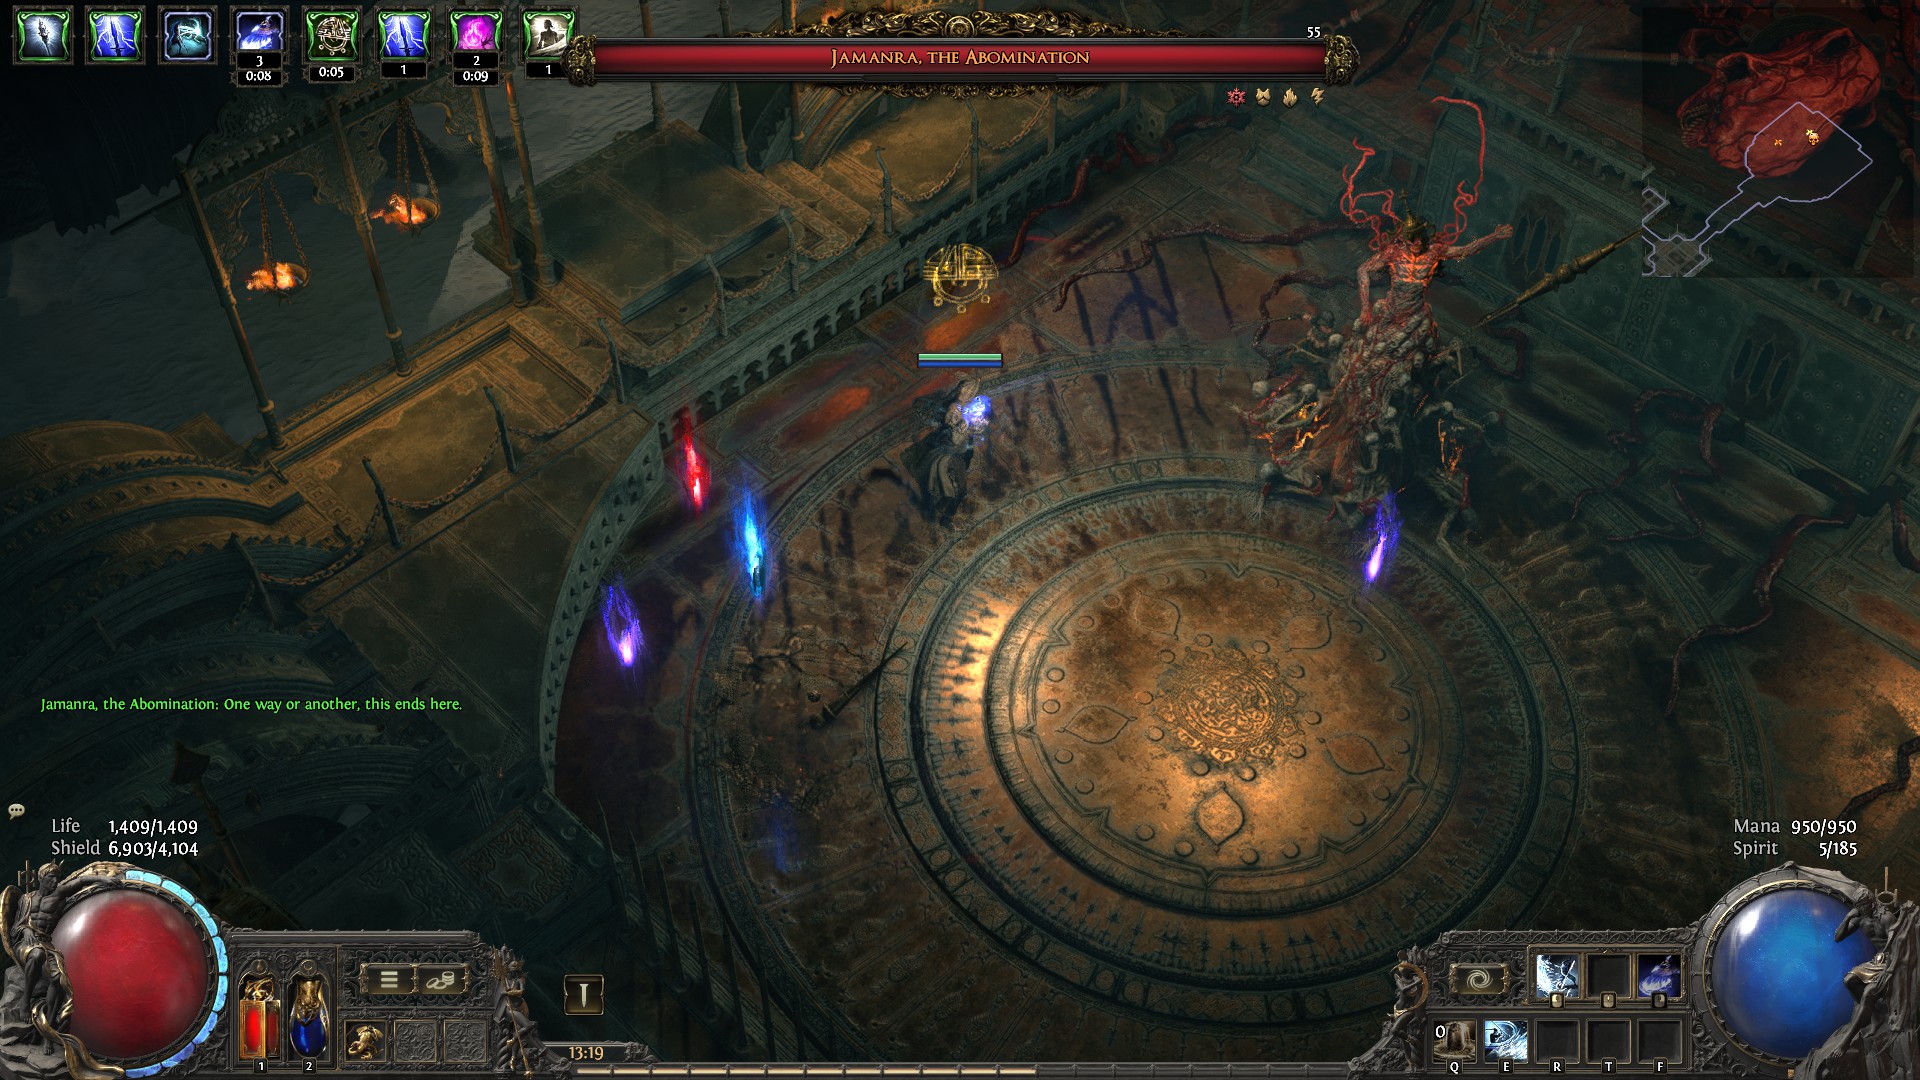 JAMANRA, THE ABOMINATION
55
3
0:08
0:05
1
2
0:09
1
Jamanra, the Abomination: One way or another, this ends here.
Life 1,409/1,409
Shield 6,903/4,104
Mana 950/950
Spirit 5/185
1
2
13:19
0
Q
E
R
T
F